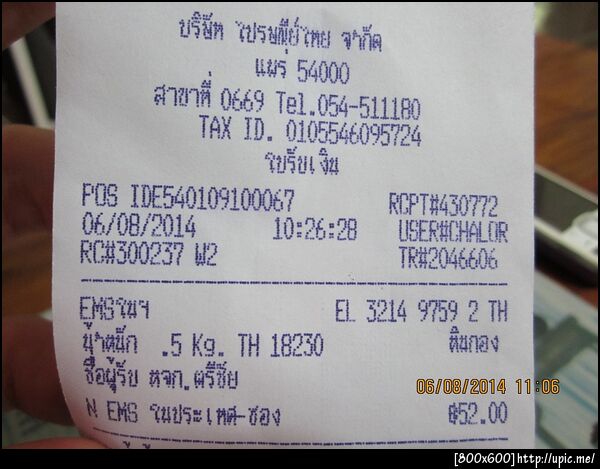 บริษัท ไปรษณีย์ไทย จำกัด
แพร่ 54000
สาขาที่ 0669 Tel.054-511180
TAX ID. 0105546095724
ใบรับเงิน
POS IDE540109100067 RCPT#430772
06/08/2014 10:26:28 USER#CHALOR
RC#300237 W2 TR#2046606
EMSในฯ EL 3214 9759 2 TH
น้ำหนัก .5 Kg. TH 18230 หินกอง
ชื่อผู้รับ หจก.ตรีชัย
06/08/2014 11:06
N EMS ในประเทศ-ซอง ฿52.00
[800x600]http://upic.me/